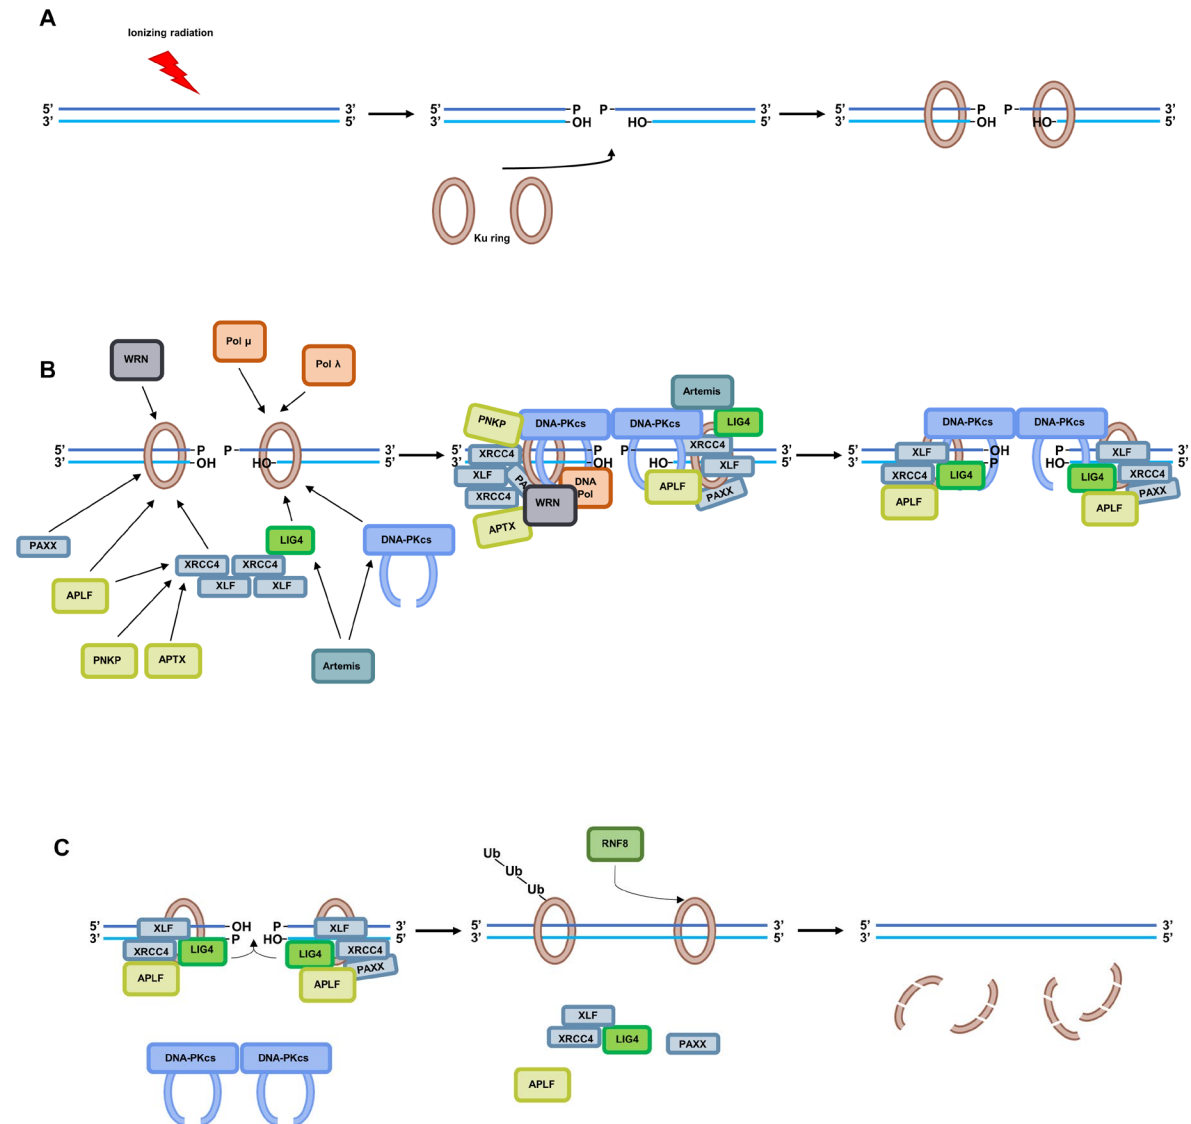 A
Ionizing radiation
5’ 3’
3’ 5’
5’ P P 3’
3’ OH HO 5’
Ku ring
5’ P P 3’
3’ OH HO 5’
B
WRN
Pol μ
Pol λ
5’ P P 3’
3’ OH HO 5’
PAXX
APLF
XRCC4 XRCC4
XLF XLF
LIG4
DNA-PKcs
PNKP
APTX
Artemis
Artemis
PNKP
DNA-PKcs DNA-PKcs
LIG4
5’ XRCC4 P P XRCC4 3’
3’ OH HO XLF 5’
XLF
PA
XRCC4
DNA
Pol
WRN
APTX
APLF
PAXX
DNA-PKcs DNA-PKcs
5’ XLF OH P XLF 3’
3’ P HO 5’
XRCC4 LIG4 LIG4 XRCC4
APLF APLF PAXX
C
5’ XLF OH P XLF 3’
3’ P HO 5’
XRCC4 LIG4 LIG4 XRCC4
APLF APLF PAXX
DNA-PKcs DNA-PKcs
Ub
Ub
Ub
RNF8
5’ 3’
3’ 5’
XLF
XRCC4 LIG4 PAXX
APLF
5’ 3’
3’ 5’